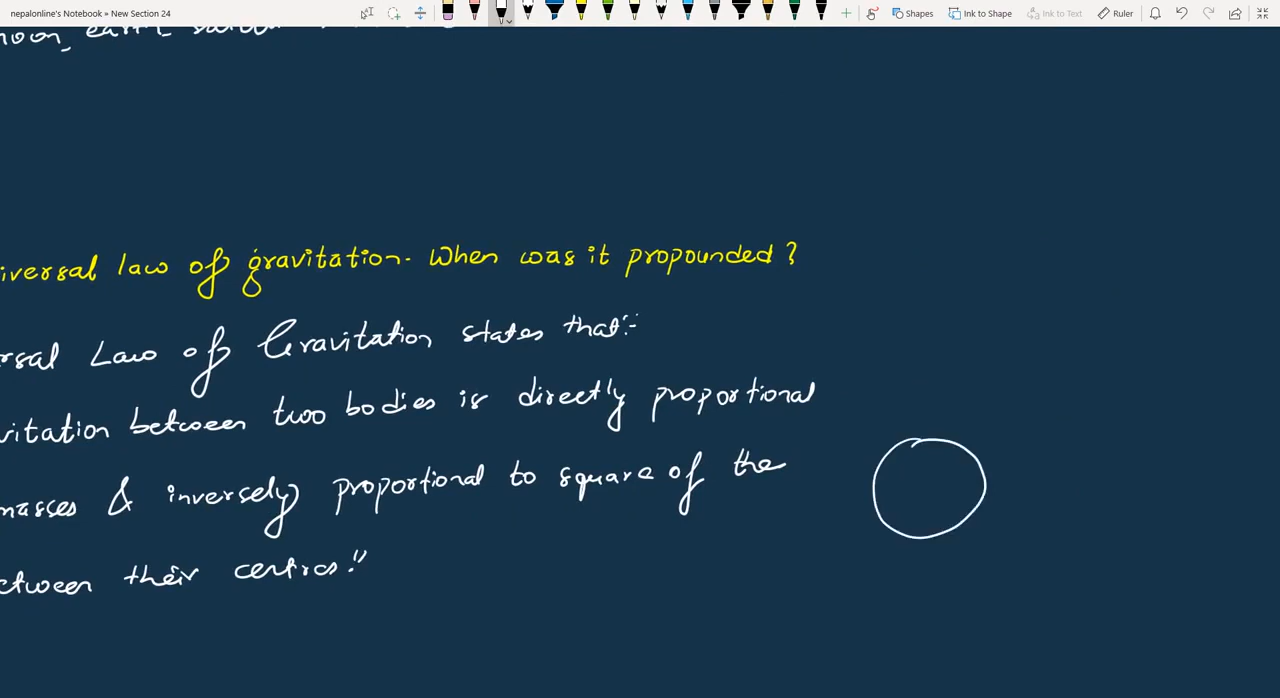 nepalonline's Notebook » New Section 24
Shapes Ink to Shape Ink to Text Ruler
moon, earth
iversal law of gravitation. When was it propounded?
rsal Law of Gravitation states that:-
vitation between two bodies is directly proportional
masses & inversely proportional to square of the
etween their centres."